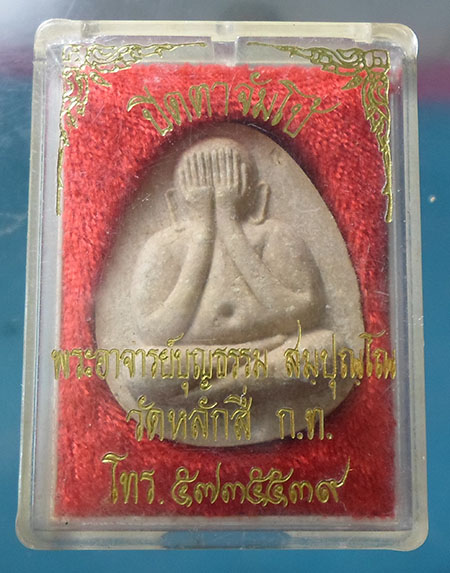 ปิดตาจัมโบ้
พระอาจารย์บุญธรรม สมฺปุณฺโณ
วัดหลักสี่ ก.ท.
โทร. ๕๗๓๕๕๓๙